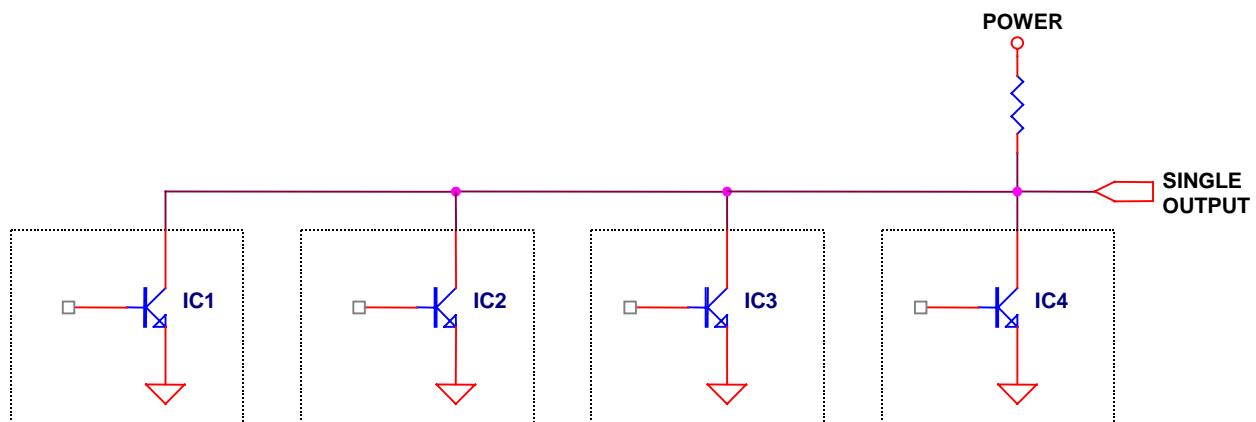 POWER
SINGLE
OUTPUT
IC1
IC2
IC3
IC4